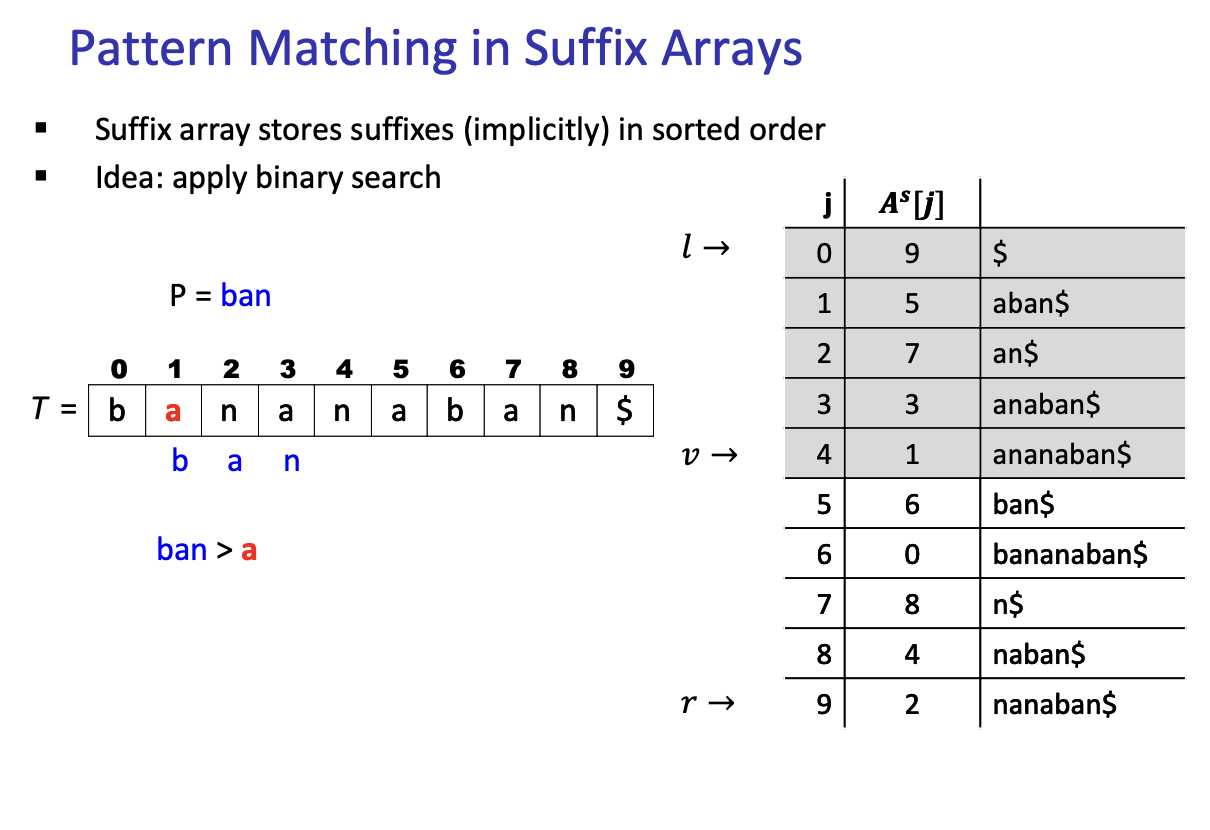 Pattern Matching in Suffix Arrays
▪ Suffix array stores suffixes (implicitly) in sorted order
▪ Idea: apply binary search
P = ban
0 1 2 3 4 5 6 7 8 9
T = b a n a n a b a n $
b a n
ban > a
j Aˢ[j]
l → 0 9 $
1 5 aban$
2 7 an$
3 3 anaban$
v → 4 1 ananaban$
5 6 ban$
6 0 bananaban$
7 8 n$
8 4 naban$
r → 9 2 nanaban$